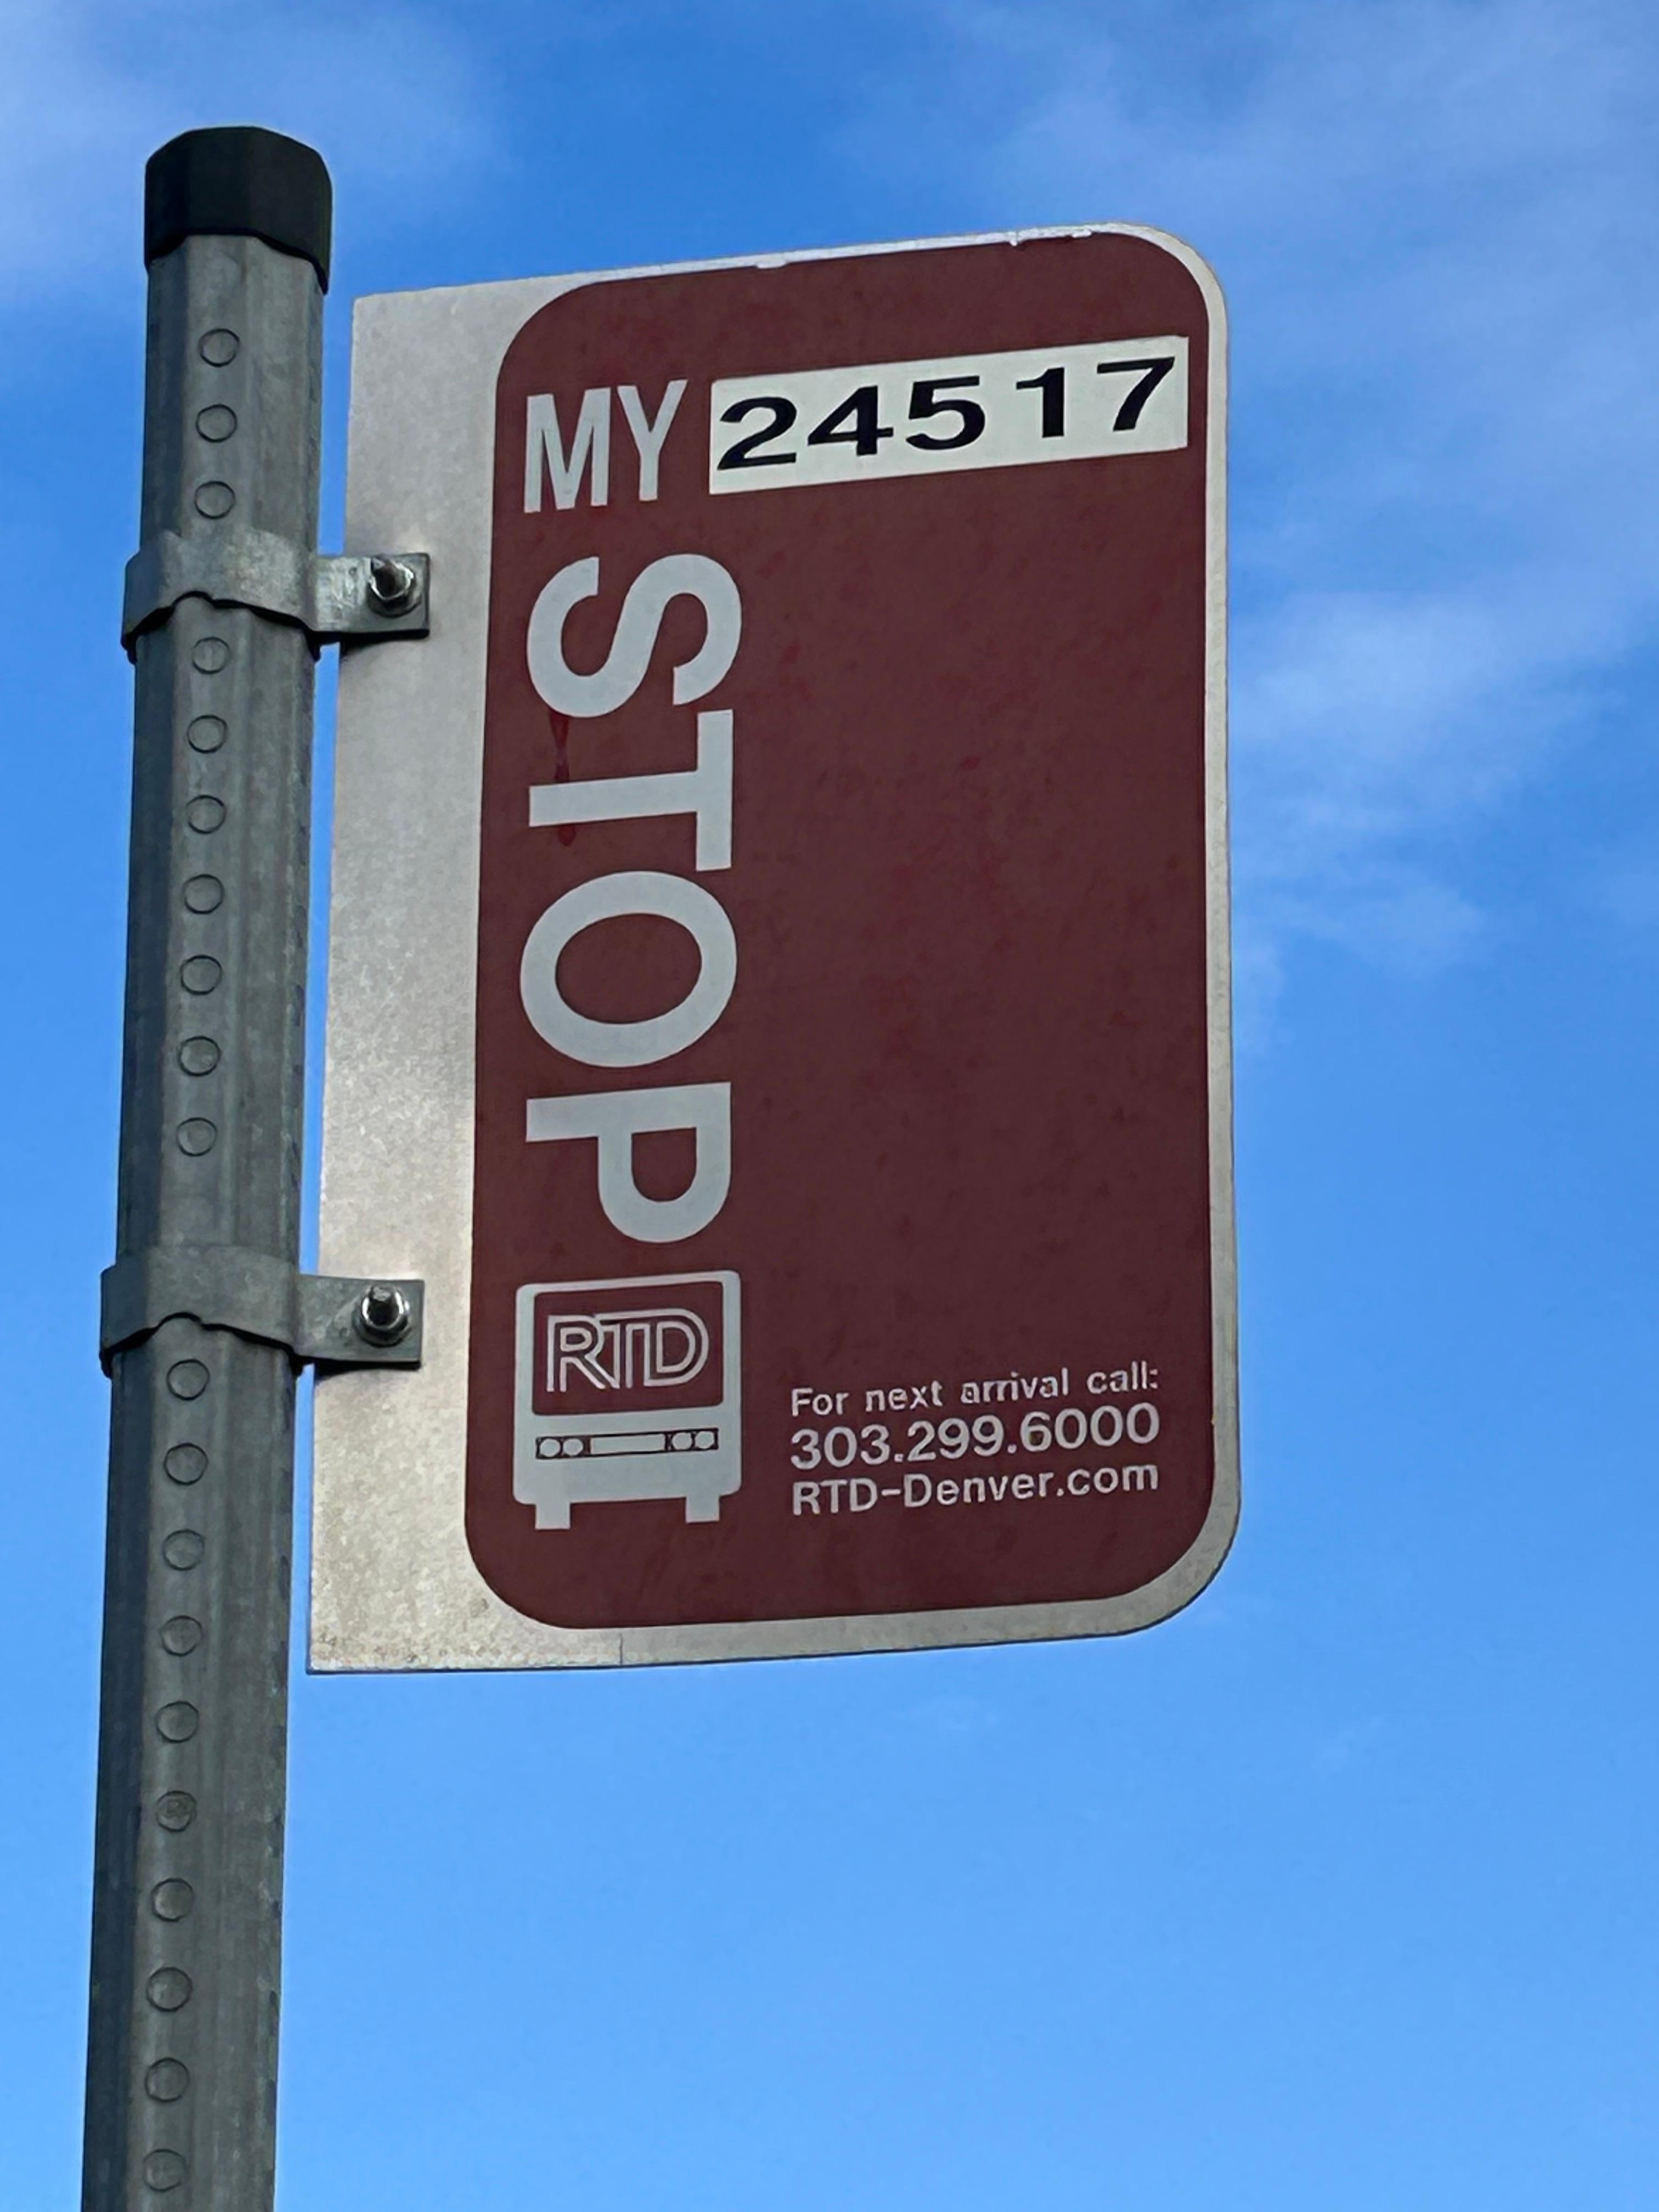 MY 24517
STOP
RTD
For next arrival call:
303.299.6000
RTD-Denver.com